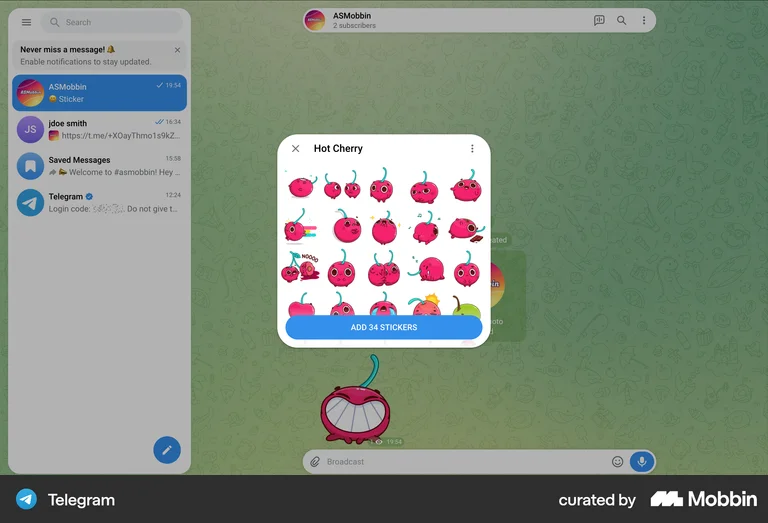 Search
ASMobbin
2 subscribers
Never miss a message!
Enable notifications to stay updated.
ASMobbin 19:54
Sticker
jdoe smith 16:34
https://t.me/+XOayThmo1s9kZ...
Saved Messages 15:58
Welcome to #asmobbin! Hey ...
Telegram 12:24
Login code: Do not give t...
JS
Hot Cherry
NOOOO
ADD 34 STICKERS
19:54
Broadcast
Telegram
curated by Mobbin